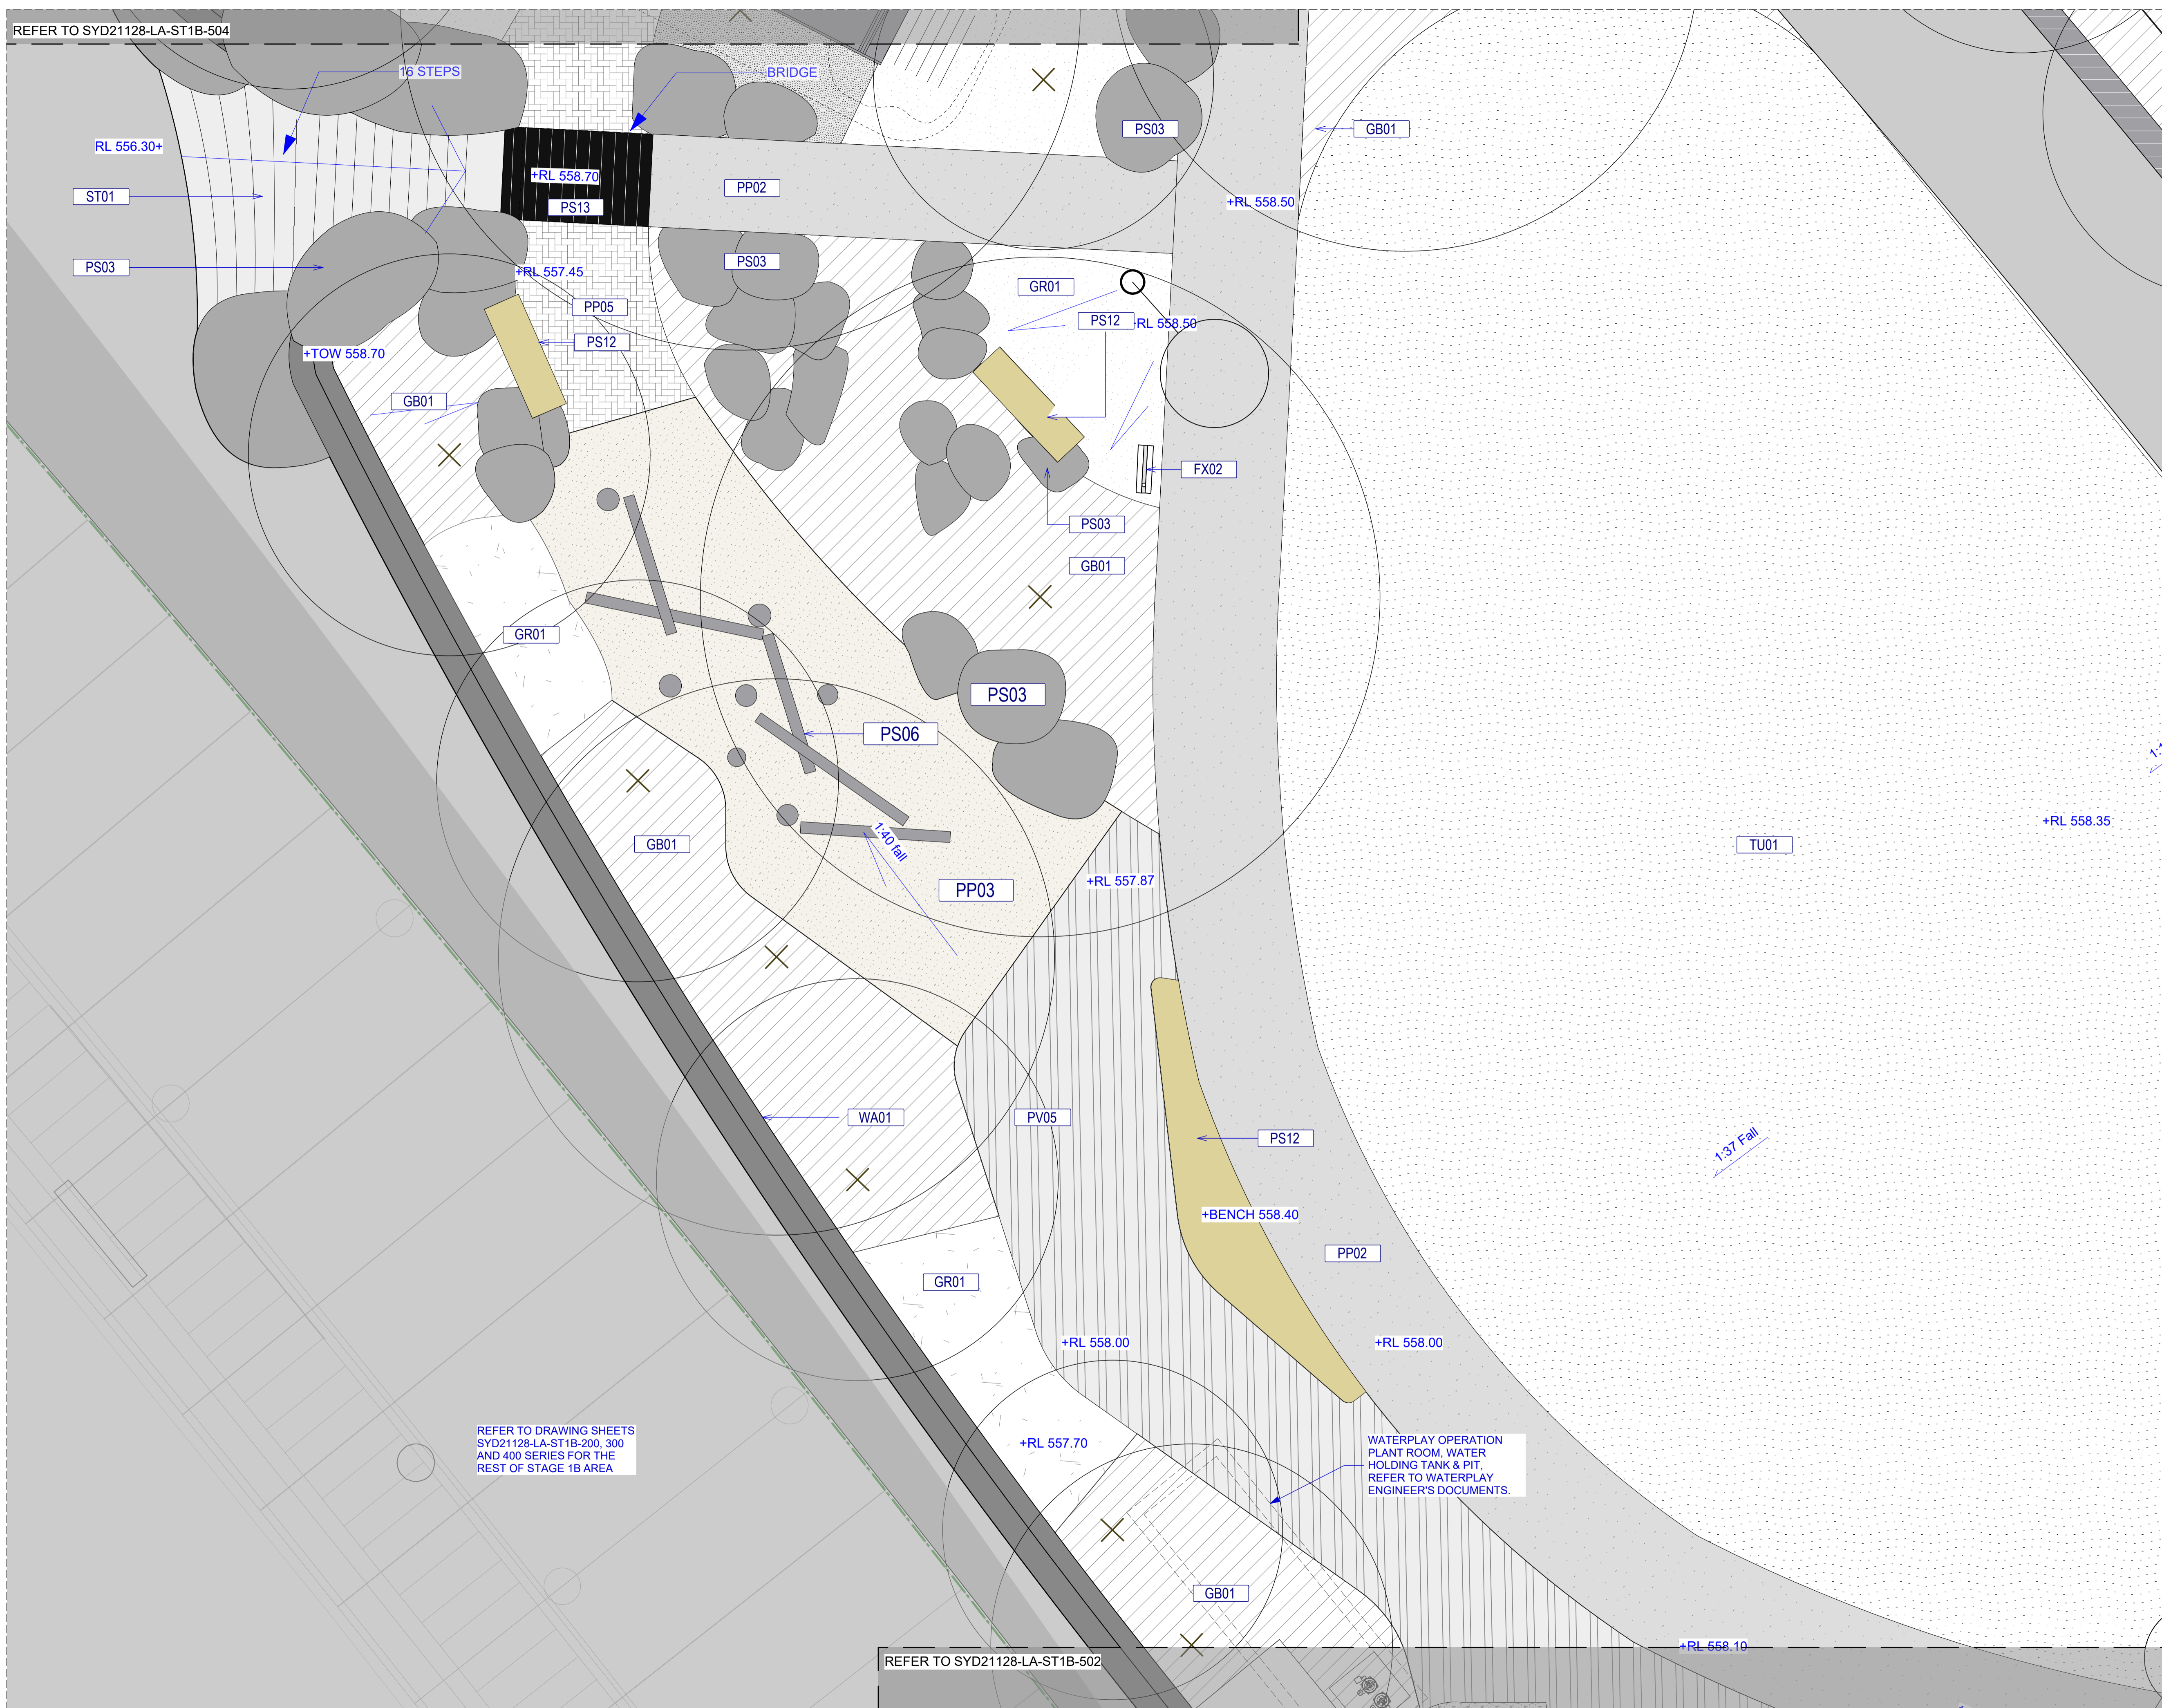 REFER TO SYD21128-LA-ST1B-504
16 STEPS
BRIDGE
PS03
GB01
RL 556.30+
+RL 558.70
PP02
ST01
PS13
+RL 558.50
PS03
PS03
+RL 557.45
GR01
PP05
PS12
+RL 558.50
PS12
+TOW 558.70
GB01
FX02
PS03
GB01
GR01
PS03
PS06
+RL 558.35
1:40 fall
GB01
TU01
+RL 557.87
PP03
WA01
PV05
PS12
1:37 Fall
+BENCH 558.40
PP02
GR01
+RL 558.00
+RL 558.00
REFER TO DRAWING SHEETS
SYD21128-LA-ST1B-200, 300
AND 400 SERIES FOR THE
REST OF STAGE 1B AREA
+RL 557.70
WATERPLAY OPERATION
PLANT ROOM, WATER
HOLDING TANK & PIT,
REFER TO WATERPLAY
ENGINEER'S DOCUMENTS.
GB01
+RL 558.10
REFER TO SYD21128-LA-ST1B-502